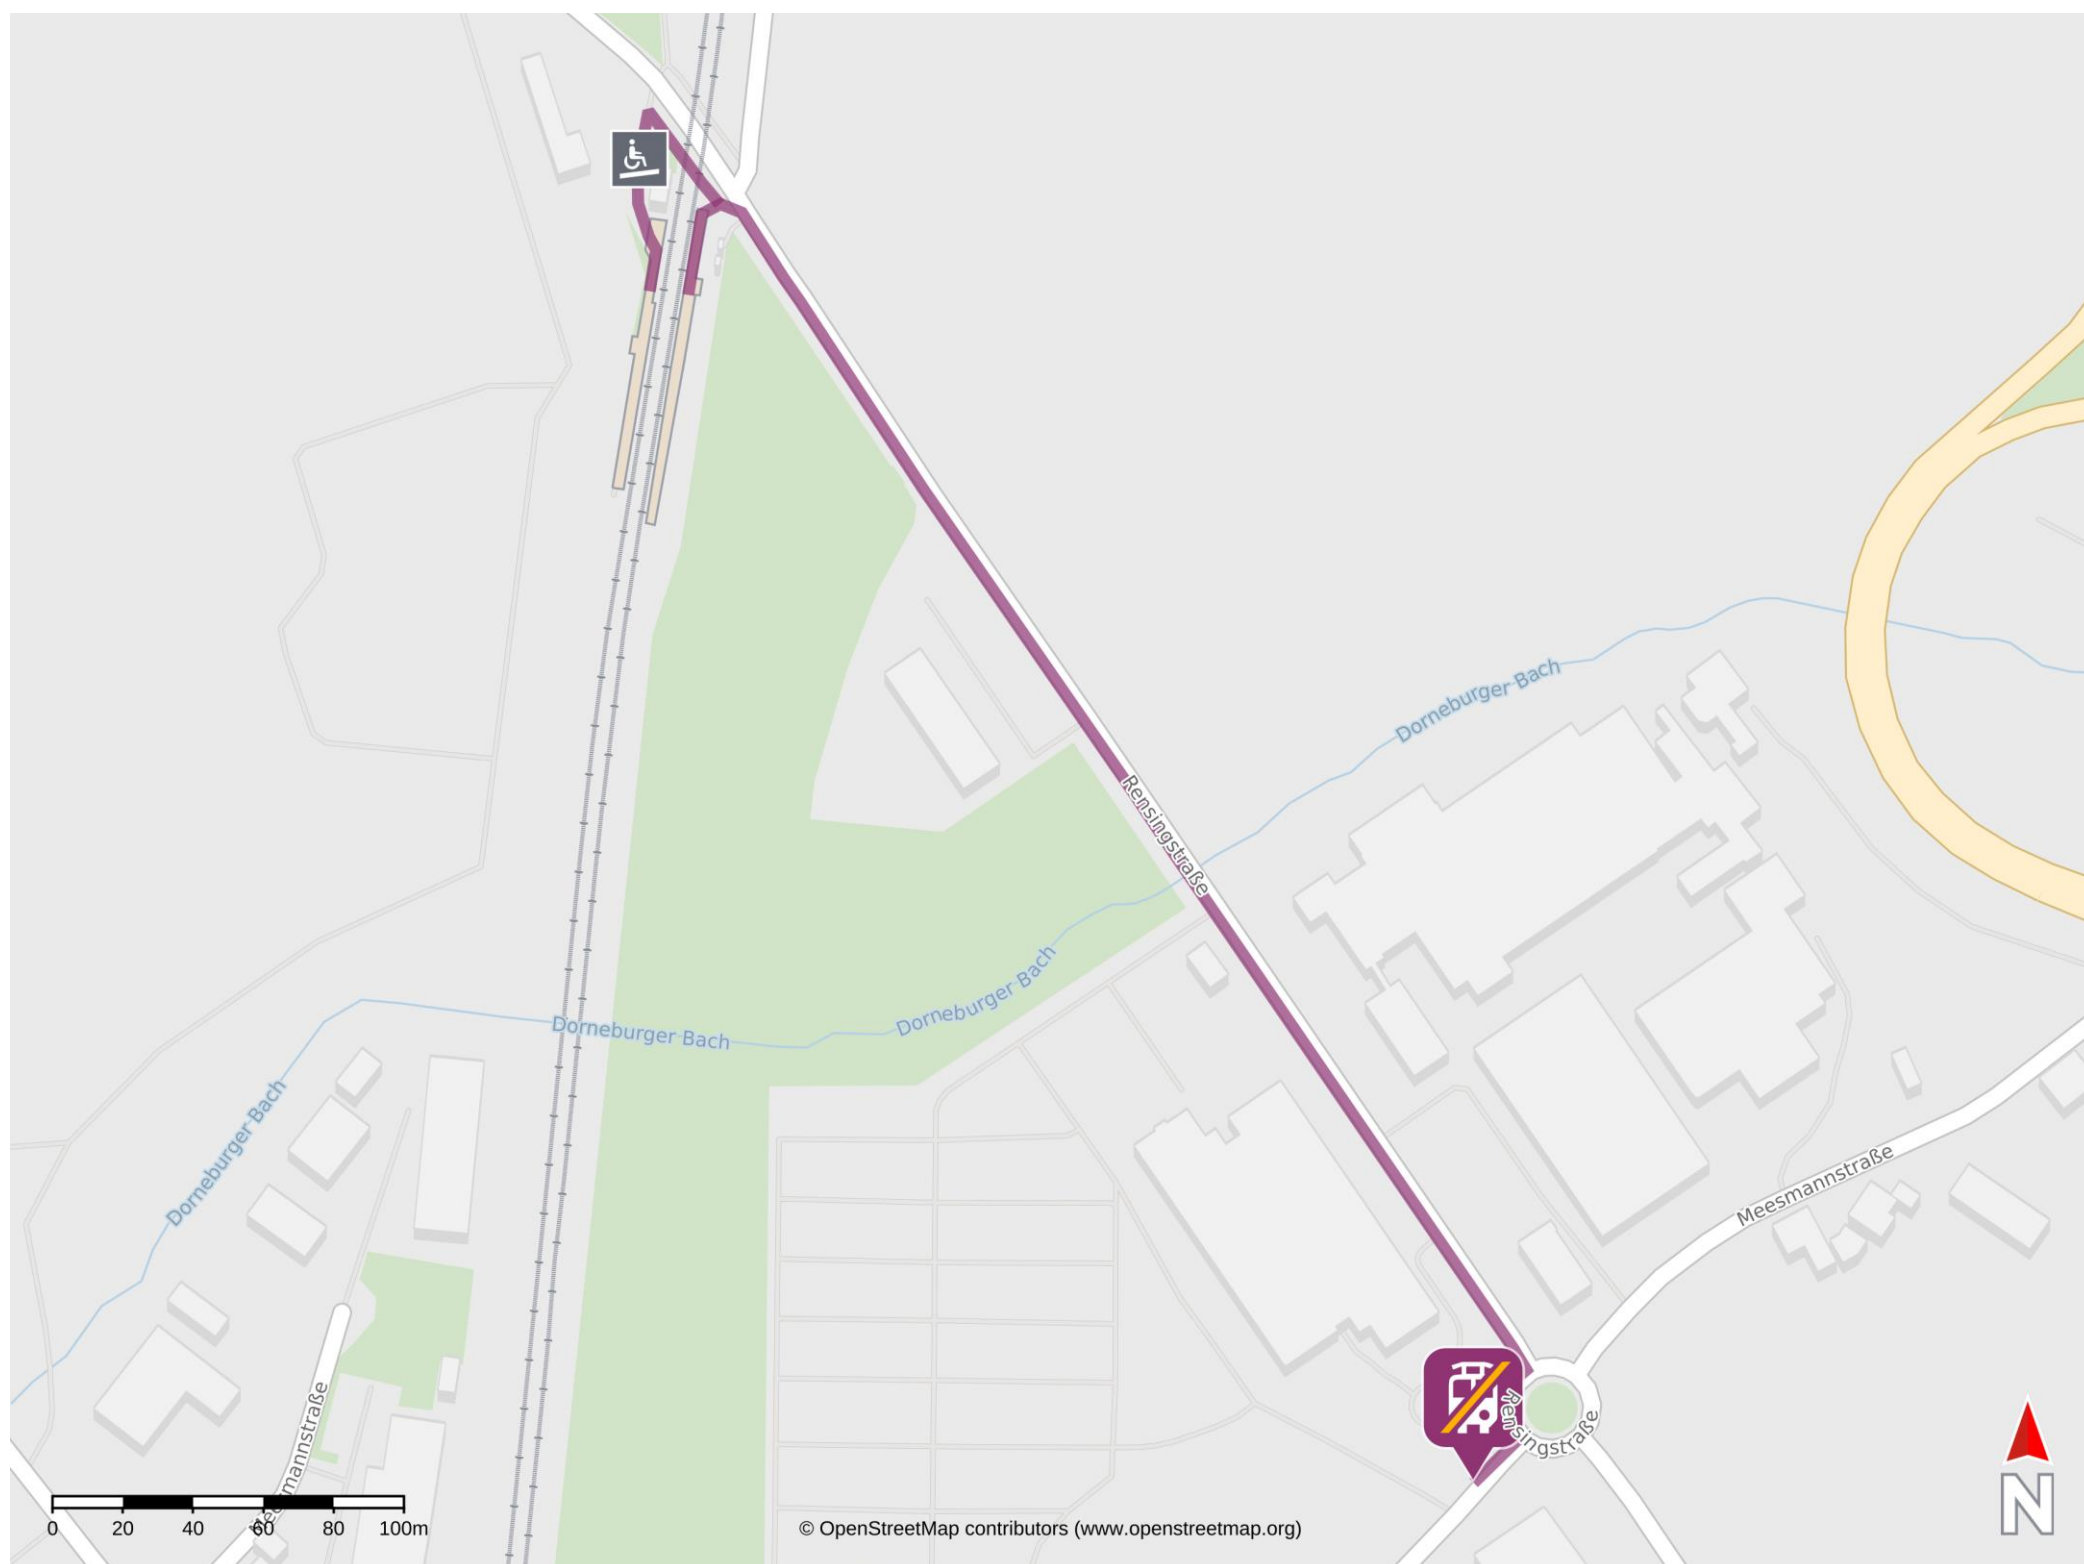 Dorneburger Bach
Rensingstraße
Dorneburger Bach
Dorneburger Bach
Dorneburger Bach
Meesmannstraße
Rensingstraße
Meesmannstraße
0 20 40 60 80 100m
© OpenStreetMap contributors (www.openstreetmap.org)
N